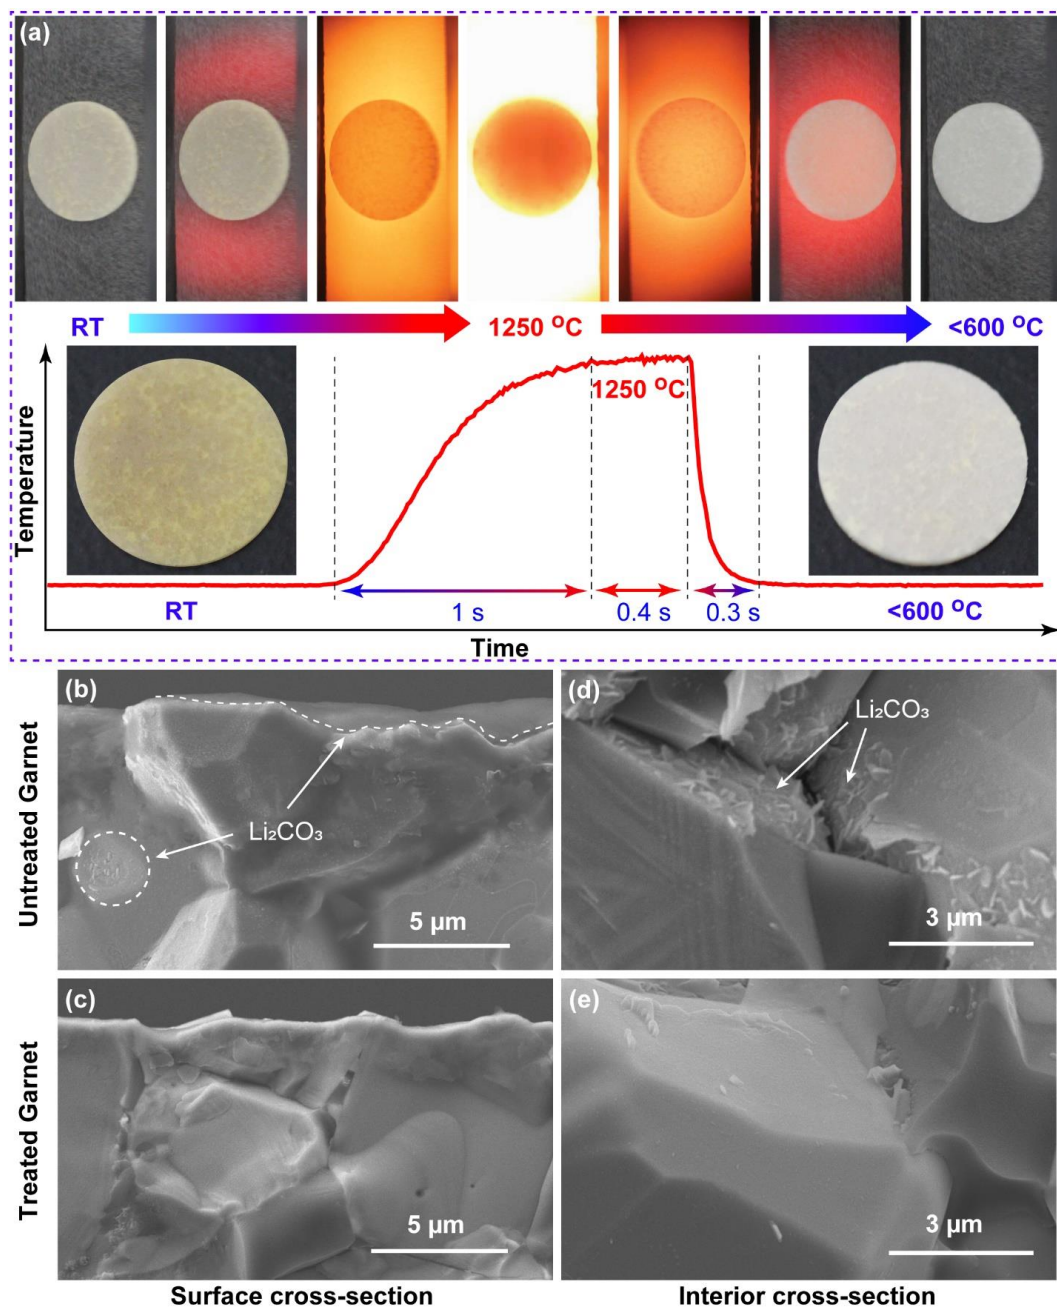 (a)
RT
1250 °C
<600 °C
Temperature
1250 °C
RT
1 s
0.4 s
0.3 s
<600 °C
Time
Untreated Garnet
(b)
Li₂CO₃
5 µm
(d)
Li₂CO₃
3 µm
Treated Garnet
(c)
5 µm
(e)
3 µm
Surface cross-section
Interior cross-section